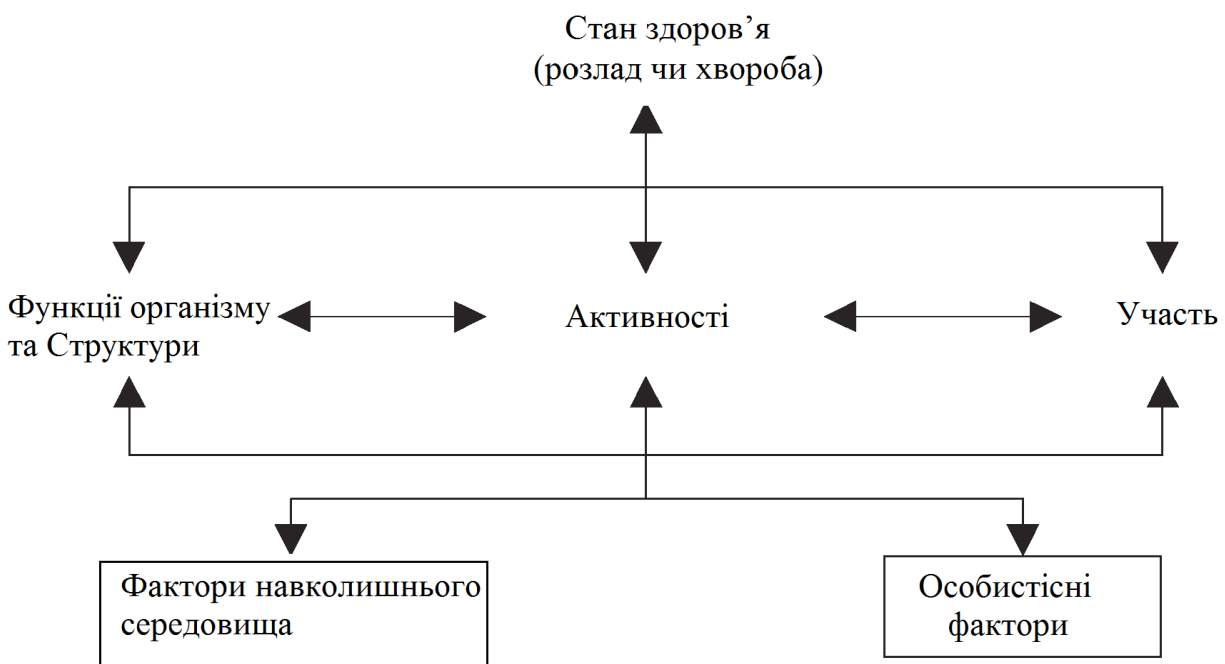 Стан здоров’я
(розлад чи хвороба)
Функції організму
та Структури
Активності
Участь
Фактори навколишнього
середовища
Особистісні
фактори